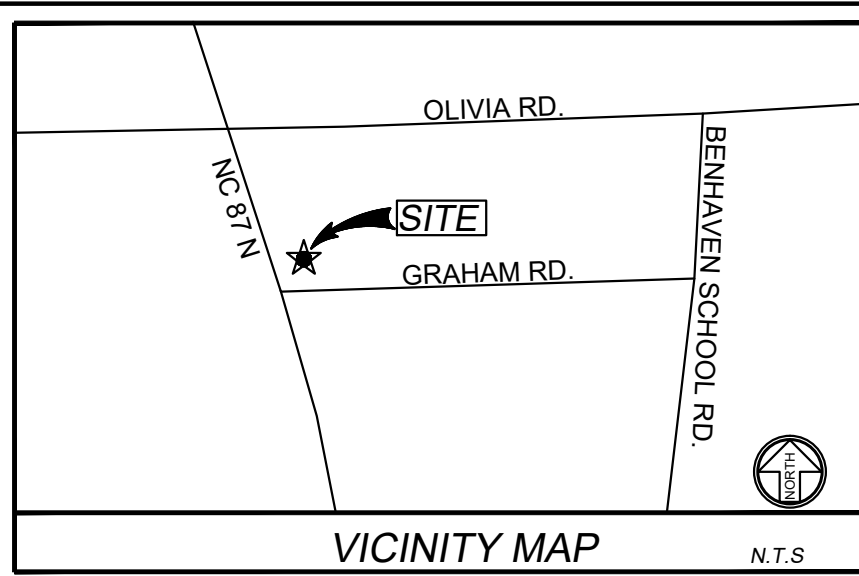 OLIVIA RD.
NC 87 N
BENHAVEN SCHOOL RD.
SITE
GRAHAM RD.
NORTH
VICINITY MAP
N.T.S